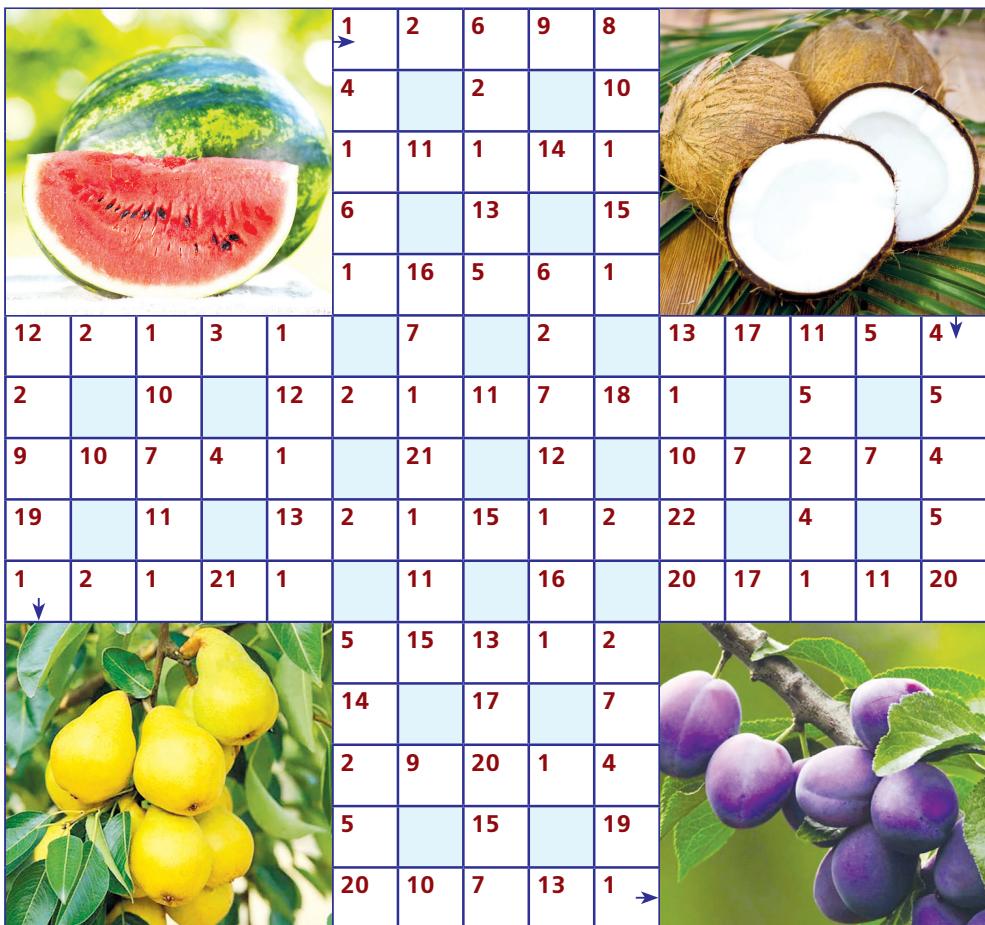 1 2 6 9 8
4 2 10
1 11 1 14 1
6 13 15
1 16 5 6 1
12 2 1 3 1 7 2 13 17 11 5 4
2 10 12 2 1 11 7 18 1 5 5
9 10 7 4 1 21 12 10 7 2 7 4
19 11 13 2 1 15 1 2 22 4 5
1 2 1 21 1 11 16 20 17 1 11 20
5 15 13 1 2
14 17 7
2 9 20 1 4
5 15 19
20 10 7 13 1